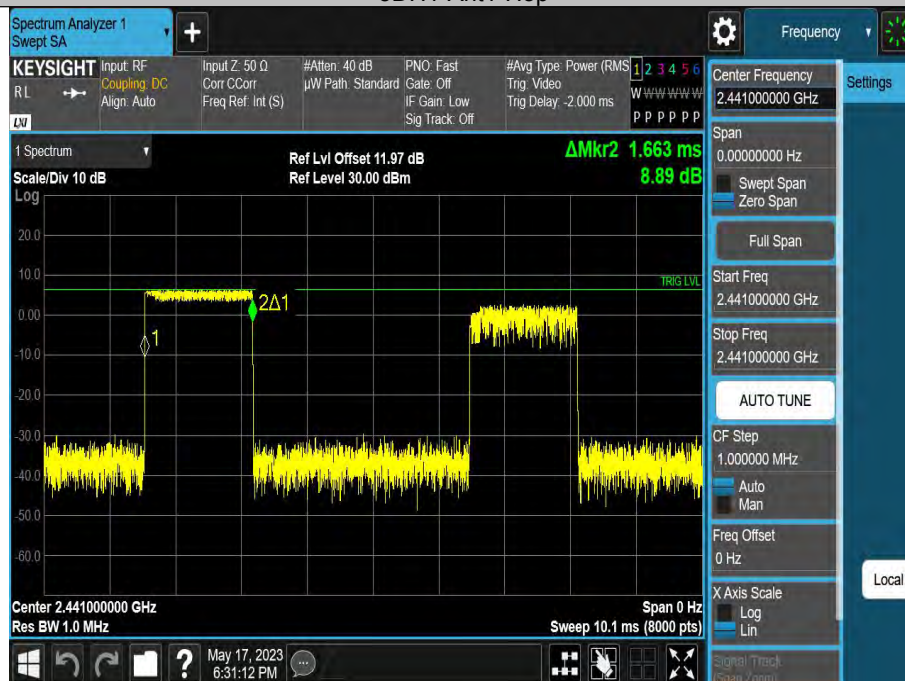 Spectrum Analyzer 1
Swept SA
Frequency
KEYSIGHT
RL
LXI
Input: RF
Coupling: DC
Align: Auto
Input Z: 50 Ω
Corr CCorr
Freq Ref: Int (S)
#Atten: 40 dB
µW Path: Standard
PNO: Fast
Gate: Off
IF Gain: Low
Sig Track: Off
#Avg Type: Power (RMS
Trig: Video
Trig Delay: -2.000 ms
1 2 3 4 5 6
W W W W W W
P P P P P P
Center Frequency
2.441000000 GHz
Settings
1 Spectrum
Scale/Div 10 dB
Log
Ref Lvl Offset 11.97 dB
Ref Level 30.00 dBm
ΔMkr2 1.663 ms
8.89 dB
Span
0.00000000 Hz
Swept Span
Zero Span
Full Span
20.0
10.0
0.00
-10.0
-20.0
-30.0
-40.0
-50.0
-60.0
TRIG LVL
2Δ1
1
Start Freq
2.441000000 GHz
Stop Freq
2.441000000 GHz
AUTO TUNE
CF Step
1.000000 MHz
Auto
Man
Freq Offset
0 Hz
Local
X Axis Scale
Log
Lin
Signal Track
(Span Zoom)
Center 2.441000000 GHz
Res BW 1.0 MHz
Span 0 Hz
Sweep 10.1 ms (8000 pts)
?
May 17, 2023
6:31:12 PM